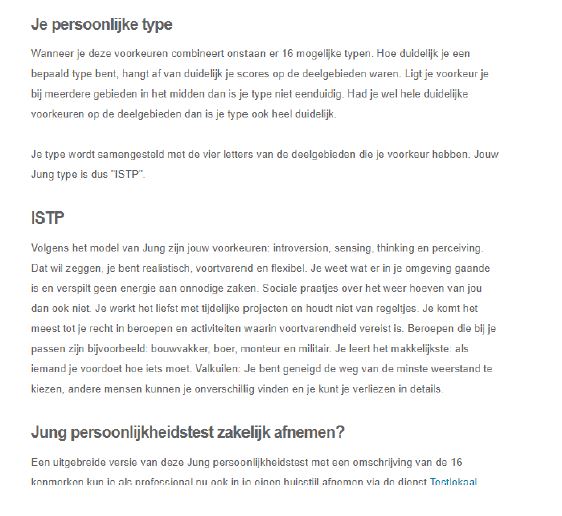 Je persoonlijke type
Wanneer je deze voorkeuren combineert onstaan er 16 mogelijke typen. Hoe duidelijk je een
bepaald type bent, hangt af van duidelijk je scores op de deelgebieden waren. Ligt je voorkeur je
bij meerdere gebieden in het midden dan is je type niet eenduidig. Had je wel hele duidelijke
voorkeuren op de deelgebieden dan is je type ook heel duidelijk.
Je type wordt samengesteld met de vier letters van de deelgebieden die je voorkeur hebben. Jouw
Jung type is dus "ISTP".
ISTP
Volgens het model van Jung zijn jouw voorkeuren: introversion, sensing, thinking en perceiving.
Dat wil zeggen, je bent realistisch, voortvarend en flexibel. Je weet wat er in je omgeving gaande
is en verspilt geen energie aan onnodige zaken. Sociale praatjes over het weer hoeven van jou
dan ook niet. Je werkt het liefst met tijdelijke projecten en houdt niet van regeltjes. Je komt het
meest tot je recht in beroepen en activiteiten waarin voortvarendheid vereist is. Beroepen die bij je
passen zijn bijvoorbeeld: bouwvakker, boer, monteur en militair. Je leert het makkelijkste: als
iemand je voordoet hoe iets moet. Valkuilen: Je bent geneigd de weg van de minste weerstand te
kiezen, andere mensen kunnen je onverschillig vinden en je kunt je verliezen in details.
Jung persoonlijkheidstest zakelijk afnemen?
Een uitgebreide versie van deze Jung persoonlijkheidstest met een omschrijving van de 16
kenmerken kun je als professional nu ook in je eigen huisstijl afnemen via de dienst Testlokaal